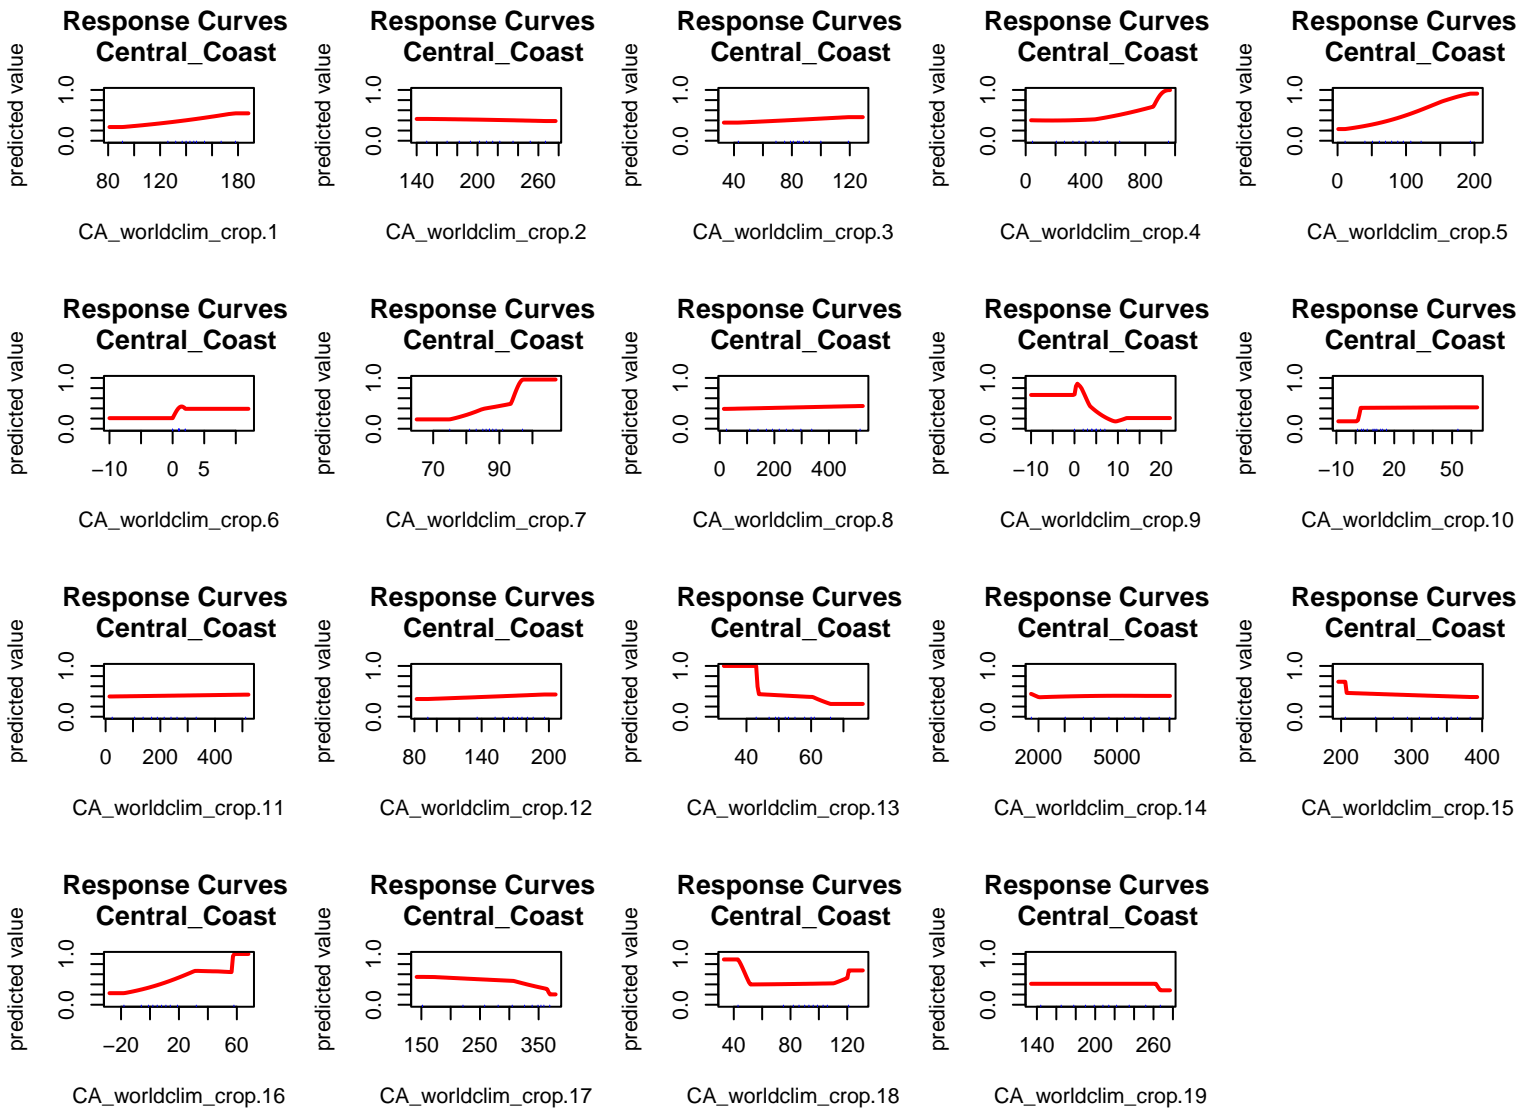 Response Curves
Central_Coast
predicted value
0.0 1.0
80 120 180
CA_worldclim_crop.1
Response Curves
Central_Coast
predicted value
0.0 1.0
140 200 260
CA_worldclim_crop.2
Response Curves
Central_Coast
predicted value
0.0 1.0
40 80 120
CA_worldclim_crop.3
Response Curves
Central_Coast
predicted value
0.0 1.0
0 400 800
CA_worldclim_crop.4
Response Curves
Central_Coast
predicted value
0.0 1.0
0 100 200
CA_worldclim_crop.5
Response Curves
Central_Coast
predicted value
0.0 1.0
−10 0 5
CA_worldclim_crop.6
Response Curves
Central_Coast
predicted value
0.0 1.0
70 90
CA_worldclim_crop.7
Response Curves
Central_Coast
predicted value
0.0 1.0
0 200 400
CA_worldclim_crop.8
Response Curves
Central_Coast
predicted value
0.0 1.0
−10 0 10 20
CA_worldclim_crop.9
Response Curves
Central_Coast
predicted value
0.0 1.0
−10 20 50
CA_worldclim_crop.10
Response Curves
Central_Coast
predicted value
0.0 1.0
0 200 400
CA_worldclim_crop.11
Response Curves
Central_Coast
predicted value
0.0 1.0
80 140 200
CA_worldclim_crop.12
Response Curves
Central_Coast
predicted value
0.0 1.0
40 60
CA_worldclim_crop.13
Response Curves
Central_Coast
predicted value
0.0 1.0
2000 5000
CA_worldclim_crop.14
Response Curves
Central_Coast
predicted value
0.0 1.0
200 300 400
CA_worldclim_crop.15
Response Curves
Central_Coast
predicted value
0.0 1.0
−20 20 60
CA_worldclim_crop.16
Response Curves
Central_Coast
predicted value
0.0 1.0
150 250 350
CA_worldclim_crop.17
Response Curves
Central_Coast
predicted value
0.0 1.0
40 80 120
CA_worldclim_crop.18
Response Curves
Central_Coast
predicted value
0.0 1.0
140 200 260
CA_worldclim_crop.19